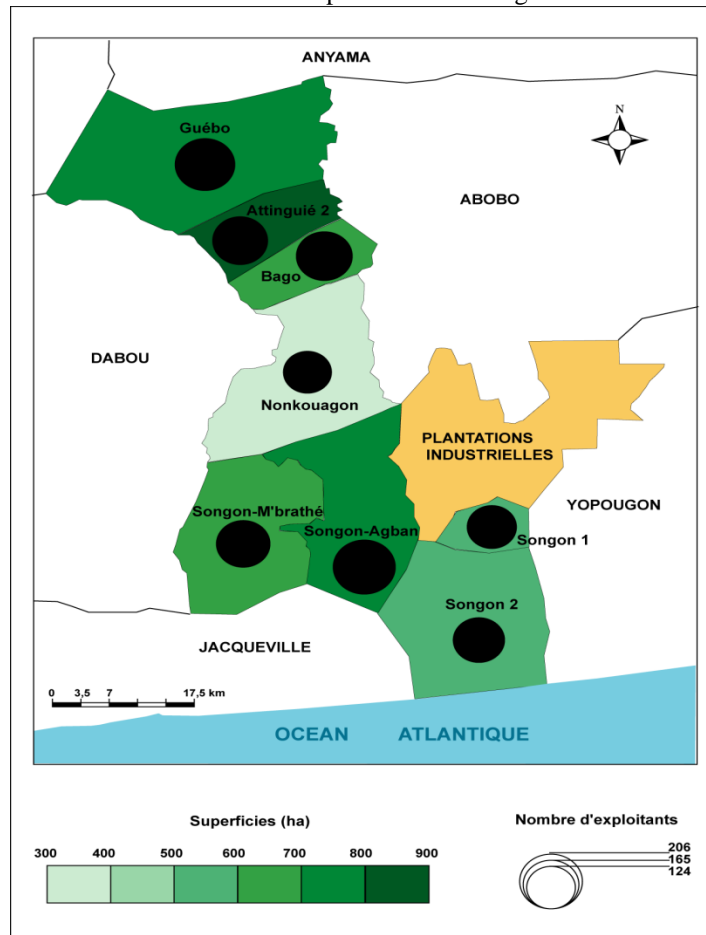 ANYAMA
N
Guébo
ABOBO
Attinguié 2
Bago
DABOU
Nonkouagon
PLANTATIONS
INDUSTRIELLES
YOPOUGON
Songon-M'brathé
Songon-Agban
Songon 1
Songon 2
JACQUEVILLE
0 3,5 7 17,5 km
OCEAN ATLANTIQUE
Superficies (ha)
300 400 500 600 700 800 900
Nombre d'exploitants
206
165
124